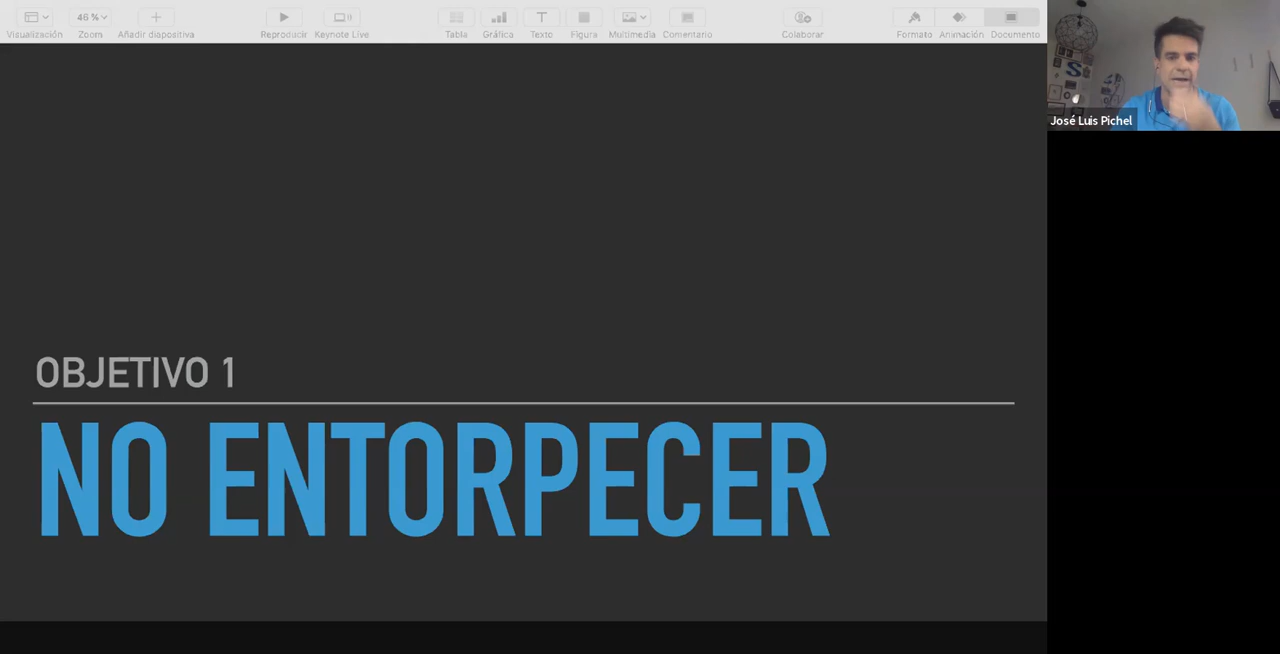 Visualización
46 %
Zoom
Añadir diapositiva
Reproducir
Keynote Live
Tabla
Gráfica
Texto
Figura
Multimedia
Comentario
Colaborar
Formato
Animación
Documento
José Luis Pichel
OBJETIVO 1
NO ENTORPECER